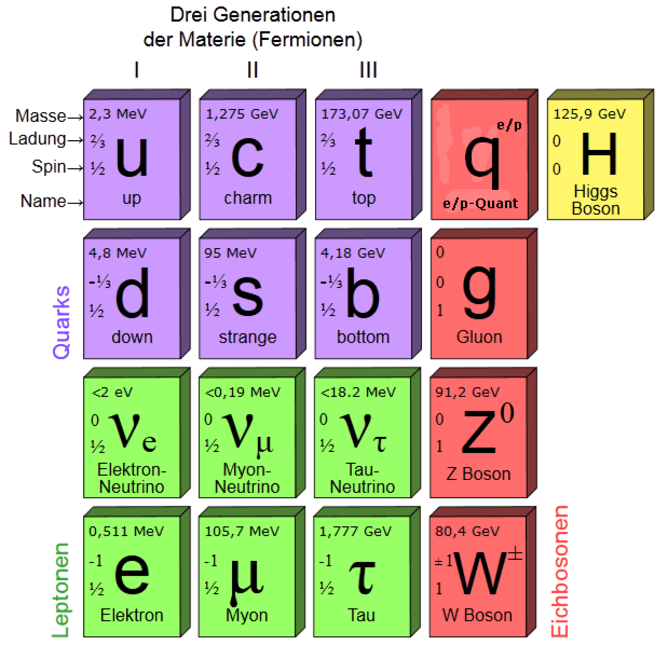 Drei Generationen
der Materie (Fermionen)
I II III
Masse→
Ladung→
Spin→
Name→
2,3 MeV
⅔
½
u
up
1,275 GeV
⅔
½
c
charm
173,07 GeV
⅔
½
t
top
q e/p
e/p-Quant
125,9 GeV
0
0
H
Higgs
Boson
Quarks
4,8 MeV
-⅓
½
d
down
95 MeV
-⅓
½
s
strange
4,18 GeV
-⅓
½
b
bottom
0
0
1
g
Gluon
<2 eV
0
½
νe
Elektron-
Neutrino
<0,19 MeV
0
½
νμ
Myon-
Neutrino
<18.2 MeV
0
½
ντ
Tau-
Neutrino
91,2 GeV
0
1
Z⁰
Z Boson
Leptonen
0,511 MeV
-1
½
e
Elektron
105,7 MeV
-1
½
μ
Myon
1,777 GeV
-1
½
τ
Tau
80,4 GeV
±1
1
W±
W Boson
Eichbosonen